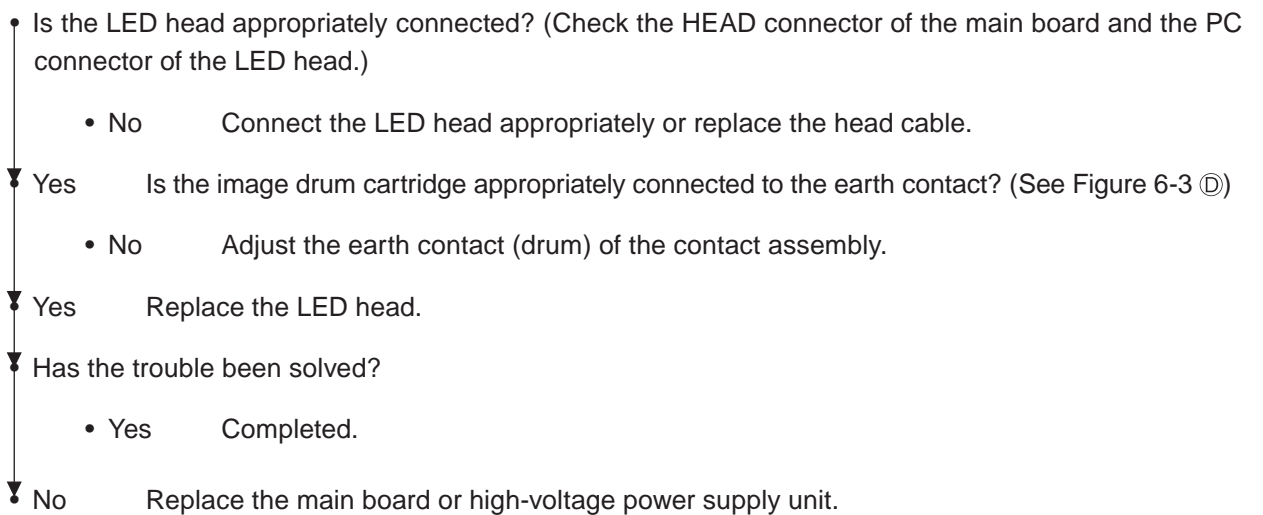 • Is the LED head appropriately connected? (Check the HEAD connector of the main board and the PC
connector of the LED head.)
• No Connect the LED head appropriately or replace the head cable.
Yes Is the image drum cartridge appropriately connected to the earth contact? (See Figure 6-3 Ⓓ)
• No Adjust the earth contact (drum) of the contact assembly.
Yes Replace the LED head.
Has the trouble been solved?
• Yes Completed.
No Replace the main board or high-voltage power supply unit.